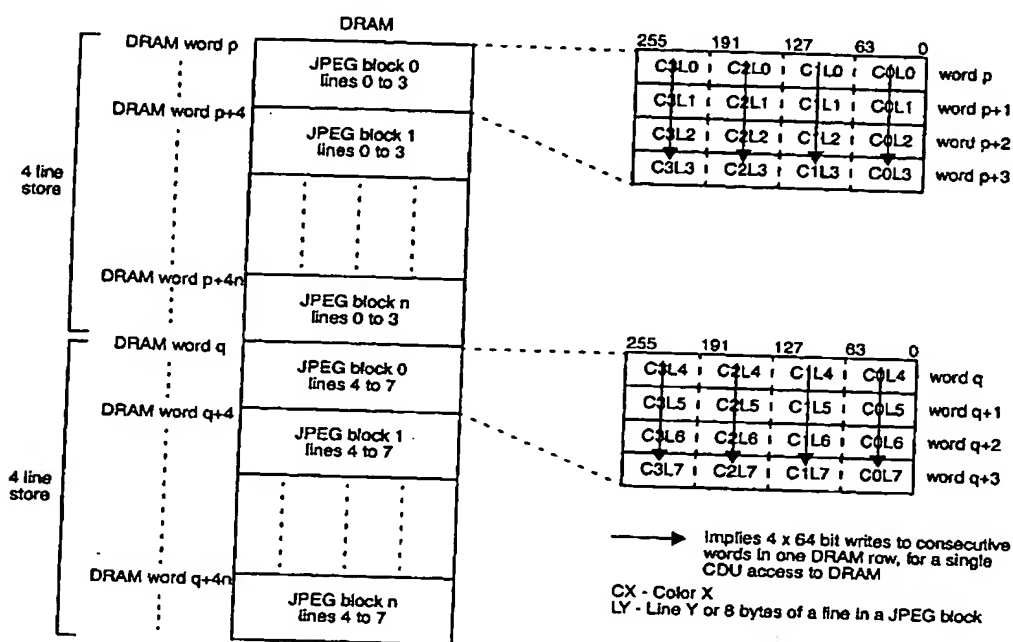 DRAM
DRAM word p
JPEG block 0
lines 0 to 3
DRAM word p+4
JPEG block 1
lines 0 to 3
4 line
store
DRAM word p+4n
JPEG block n
lines 0 to 3
DRAM word q
JPEG block 0
lines 4 to 7
DRAM word q+4
JPEG block 1
lines 4 to 7
4 line
store
DRAM word q+4n
JPEG block n
lines 4 to 7
255 191 127 63 0
C3L0 C2L0 C1L0 C0L0 word p
C3L1 C2L1 C1L1 C0L1 word p+1
C3L2 C2L2 C1L2 C0L2 word p+2
C3L3 C2L3 C1L3 C0L3 word p+3
255 191 127 63 0
C3L4 C2L4 C1L4 C0L4 word q
C3L5 C2L5 C1L5 C0L5 word q+1
C3L6 C2L6 C1L6 C0L6 word q+2
C3L7 C2L7 C1L7 C0L7 word q+3
Implies 4 x 64 bit writes to consecutive
words in one DRAM row, for a single
CDU access to DRAM
CX - Color X
LY - Line Y or 8 bytes of a line in a JPEG block